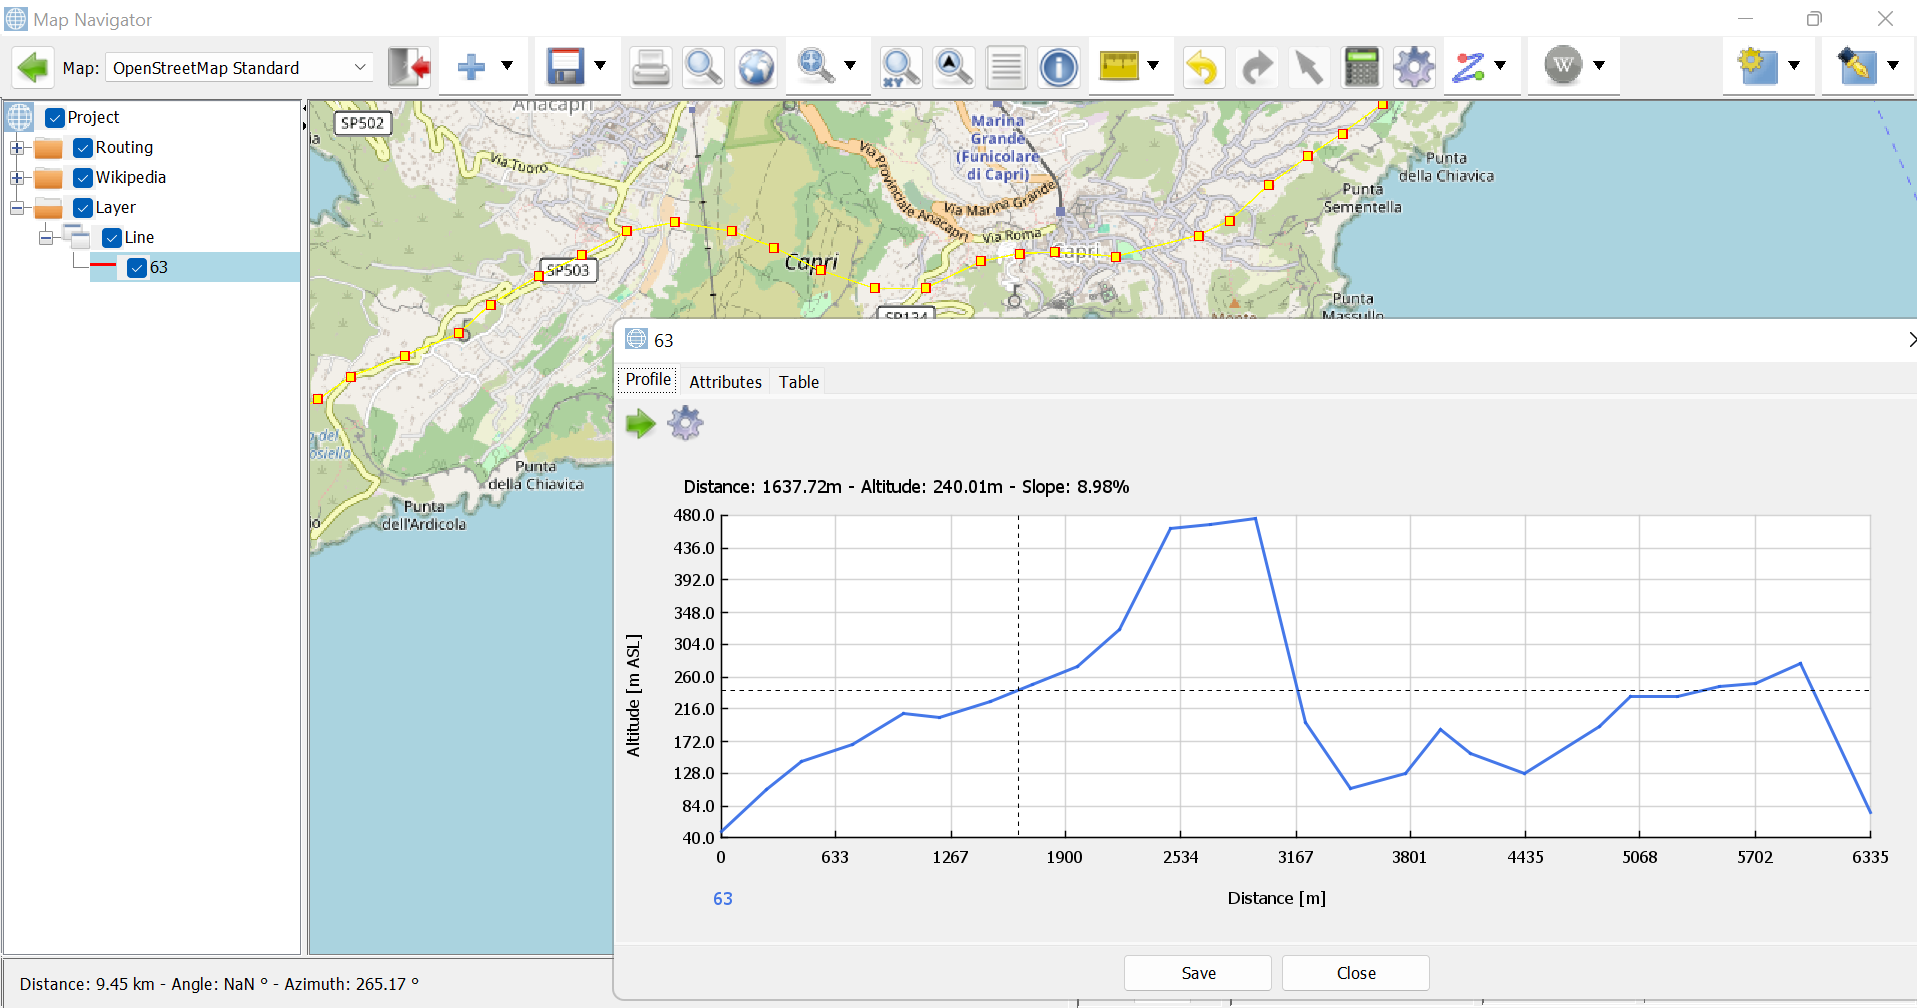 Map Navigator
Map: OpenStreetMap Standard
XY
W
Project
Routing
Wikipedia
Layer
Line
63
Anacapri
SP502
Via Tuoro
Via Provinciale Anacapri
Marina
Grande
(Funicolare
di Capri)
Via Marina Grande
Via Roma
Capri
Capri
SP503
SP134
Punta
della Chiavica
Punta
Sementella
Punta
Massullo
Monte
Punta
della Chiavica
Punta
dell'Ardicola
63
Profile Attributes Table
Distance: 1637.72m - Altitude: 240.01m - Slope: 8.98%
480.0
436.0
392.0
348.0
304.0
260.0
216.0
172.0
128.0
84.0
40.0
Altitude [m ASL]
0 633 1267 1900 2534 3167 3801 4435 5068 5702 6335
63
Distance [m]
Save Close
Distance: 9.45 km - Angle: NaN ° - Azimuth: 265.17 °